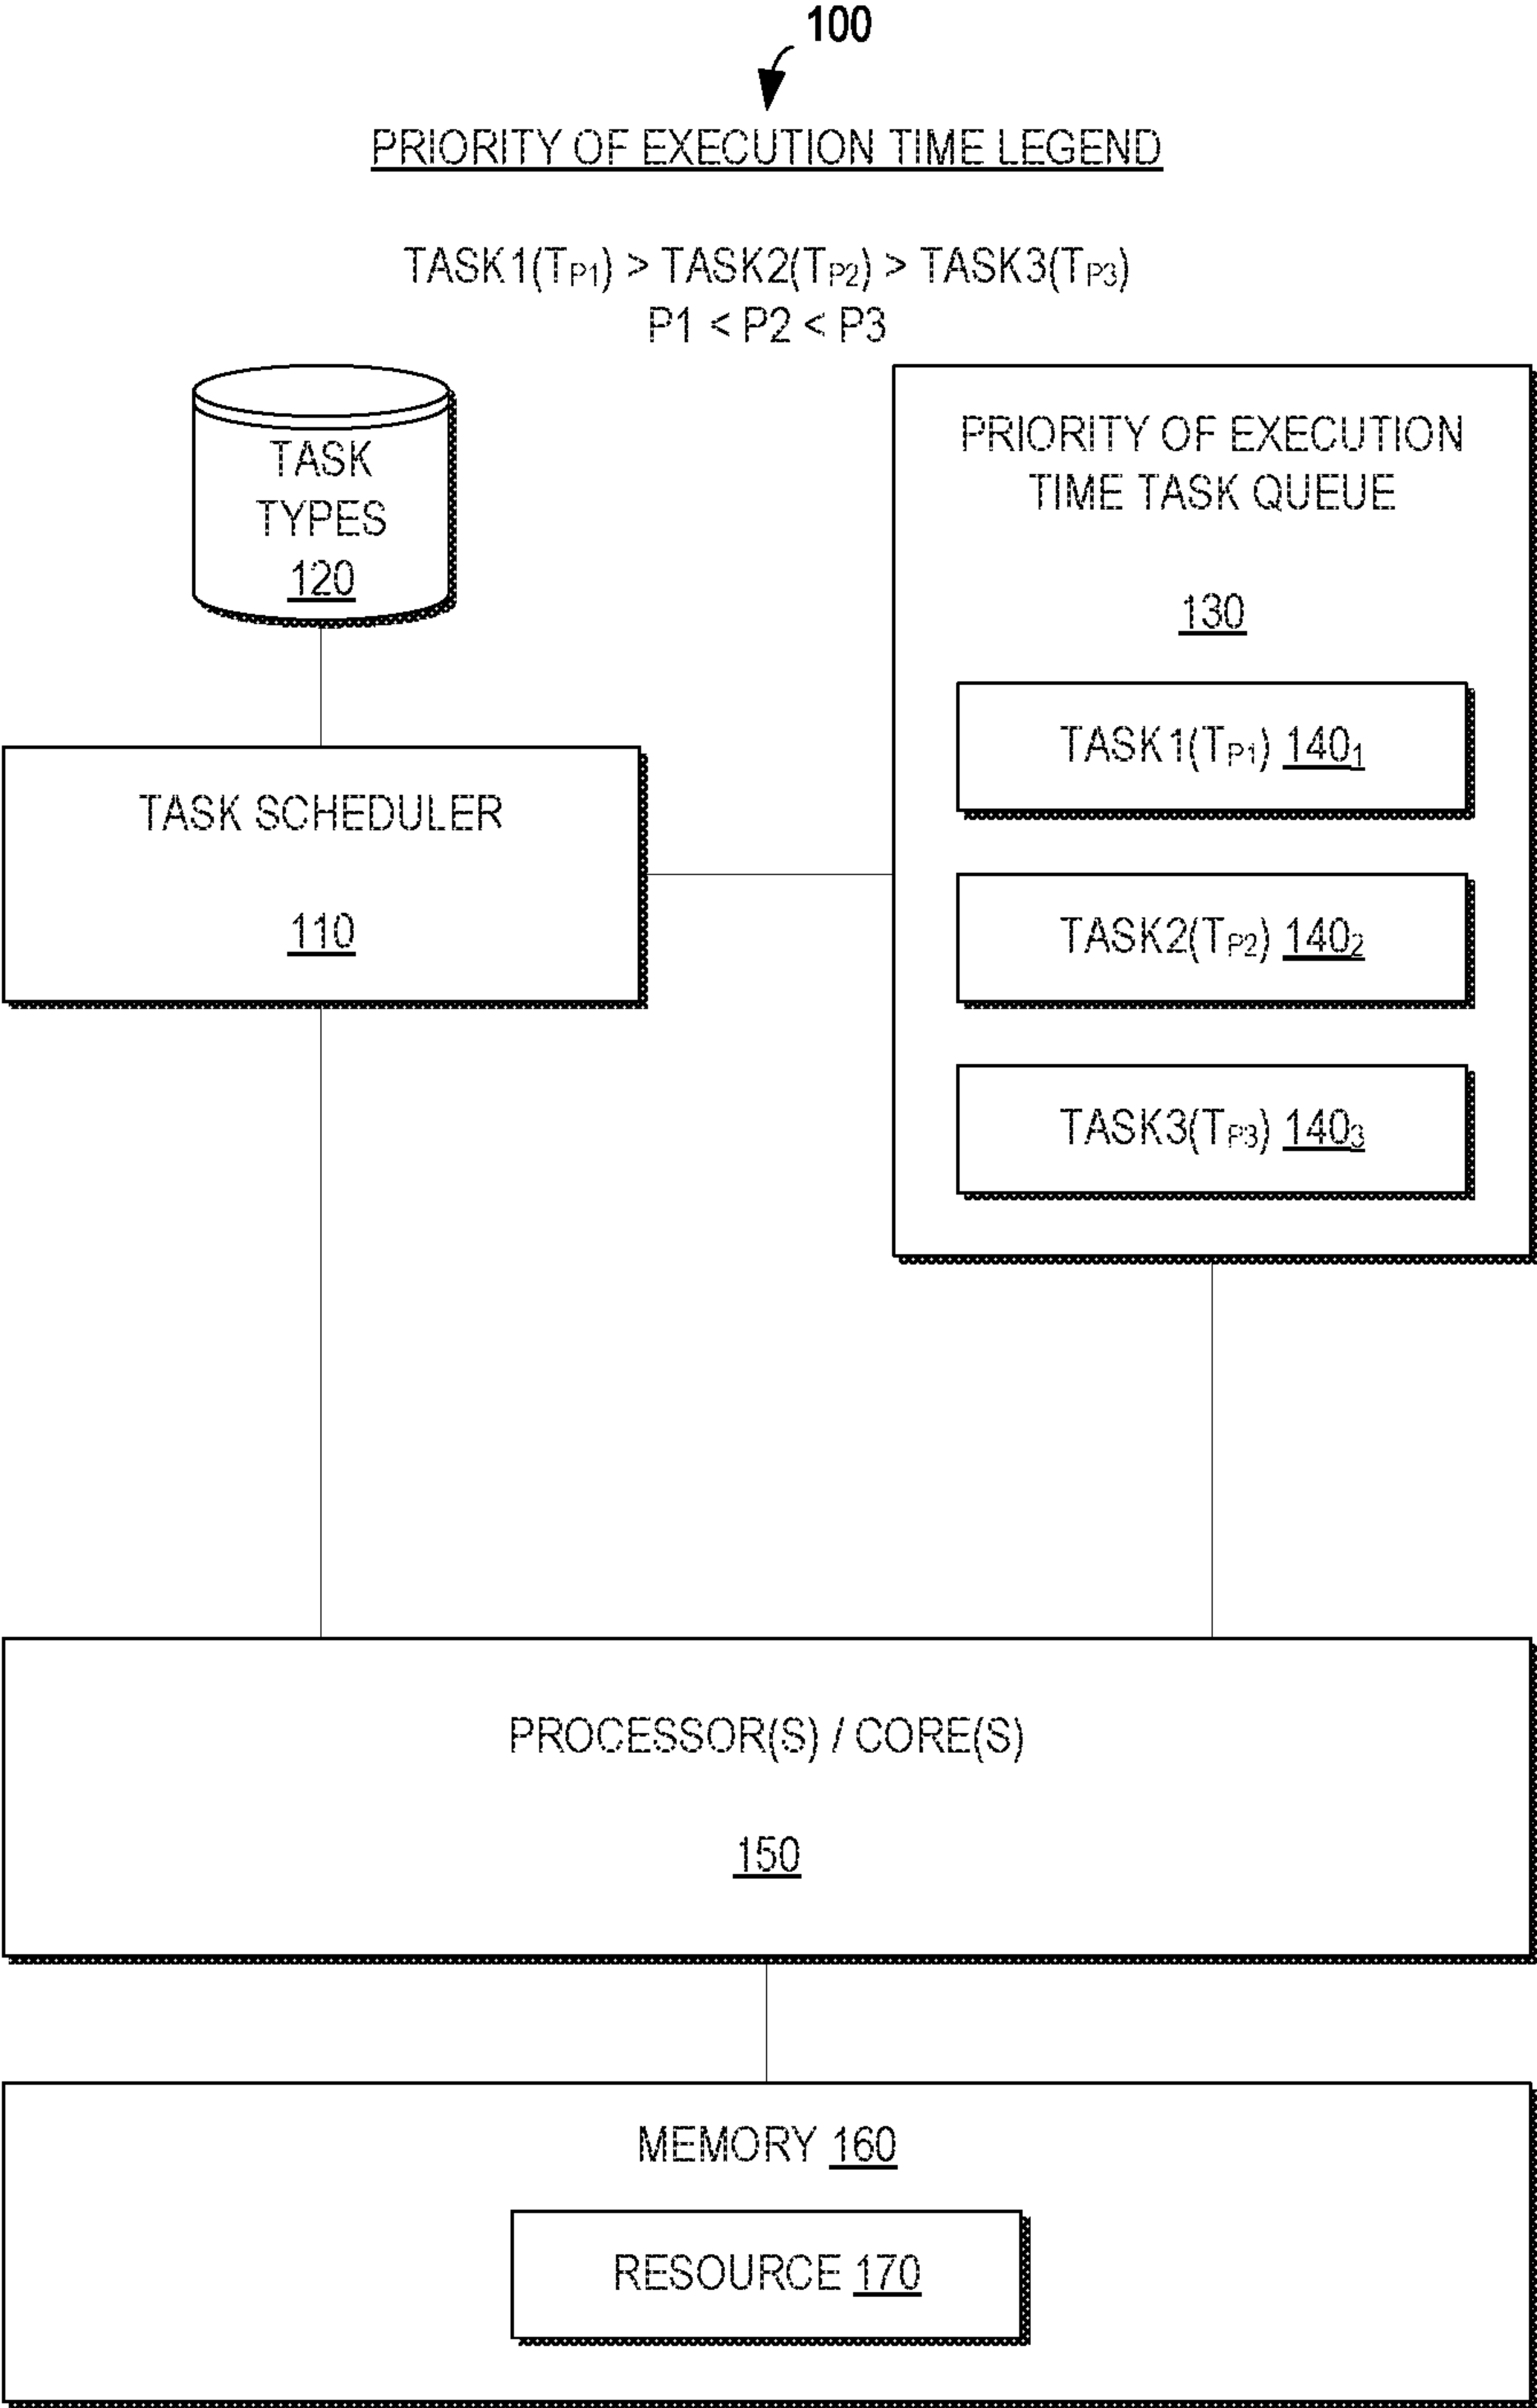 100
PRIORITY OF EXECUTION TIME LEGEND
TASK1(TP1) > TASK2(TP2) > TASK3(TP3)
P1 < P2 < P3
TASK
TYPES
120
PRIORITY OF EXECUTION
TIME TASK QUEUE
130
TASK1(TP1) 1401
TASK SCHEDULER
110
TASK2(TP2) 1402
TASK3(TP3) 1403
PROCESSOR(S) / CORE(S)
150
MEMORY 160
RESOURCE 170